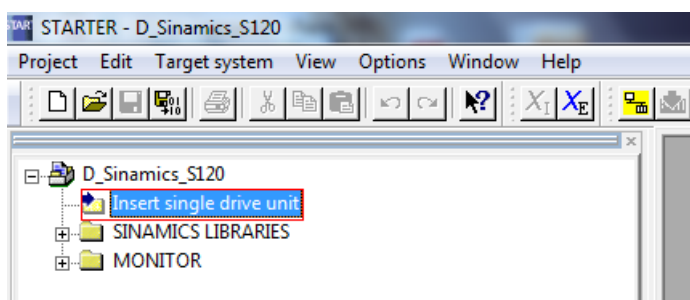 STARTER - D_Sinamics_S120
Project Edit Target system View Options Window Help
D_Sinamics_S120
Insert single drive unit
SINAMICS LIBRARIES
MONITOR